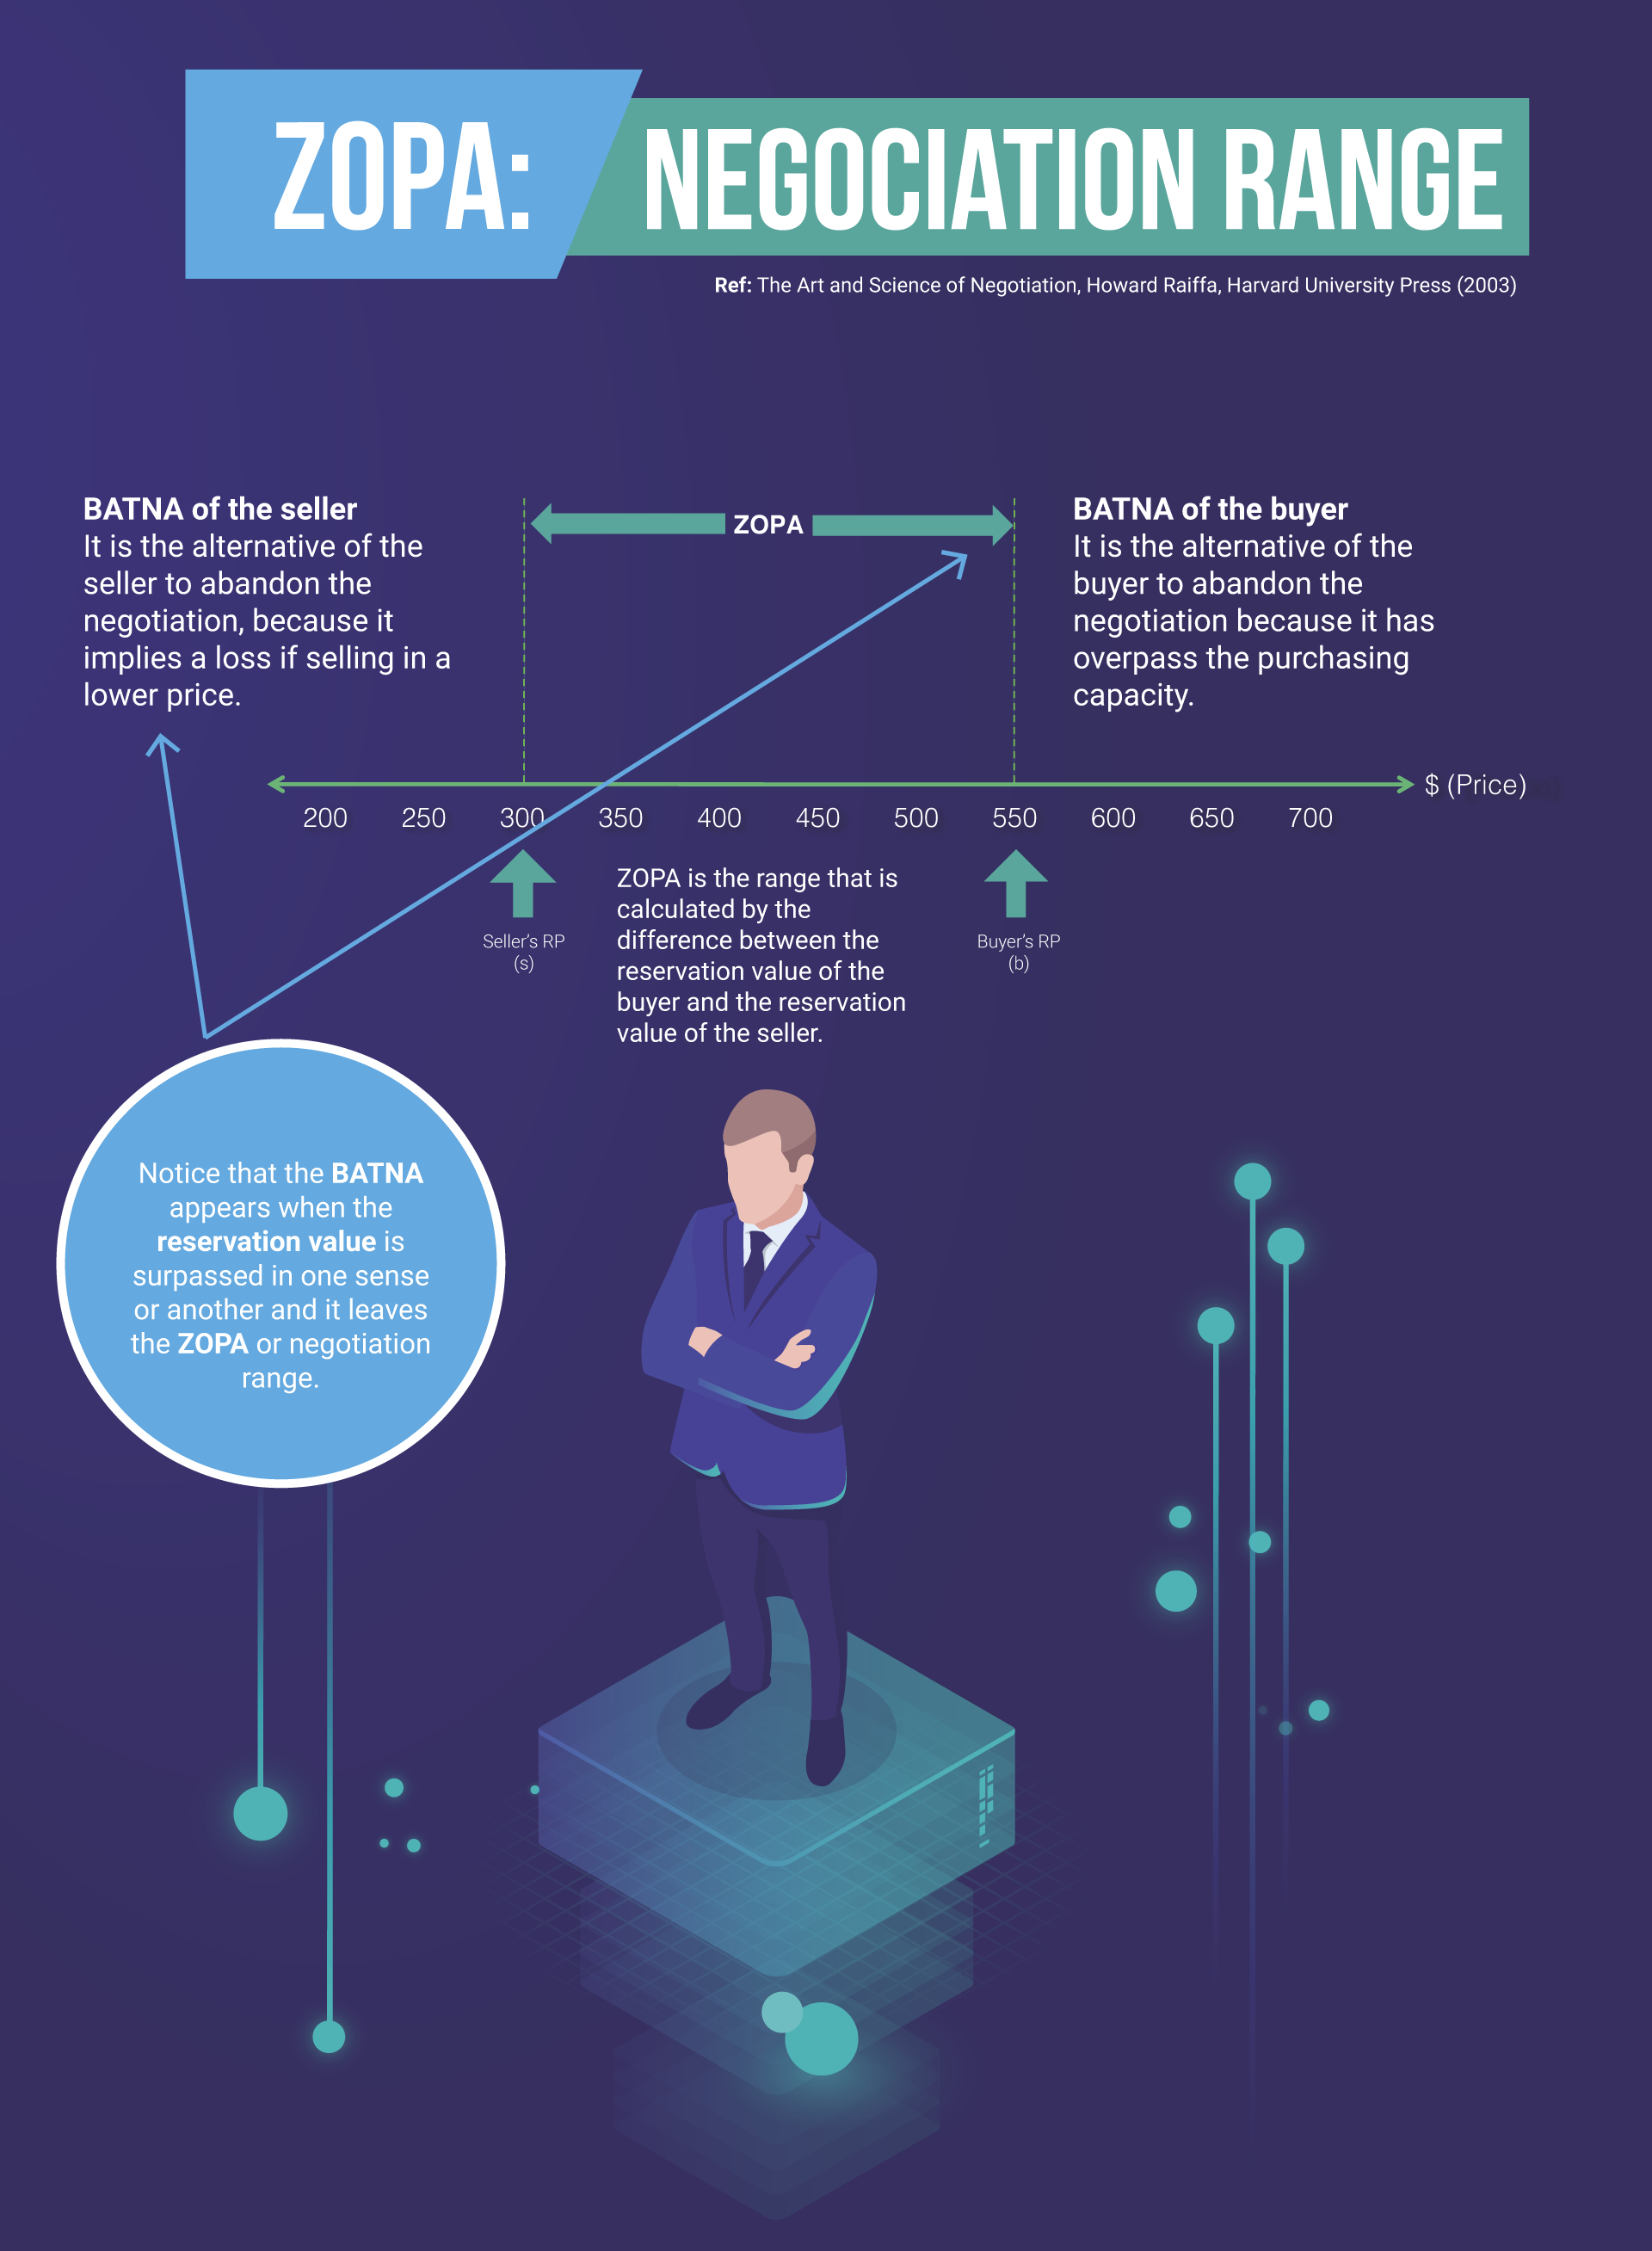 ZOPA:
NEGOCIATION RANGE
Ref: The Art and Science of Negotiation, Howard Raiffa, Harvard University Press (2003)
BATNA of the seller
It is the alternative of the
seller to abandon the
negotiation, because it
implies a loss if selling in a
lower price.
ZOPA
BATNA of the buyer
It is the alternative of the
buyer to abandon the
negotiation because it has
overpass the purchasing
capacity.
$ (Price)
200 250 300 350 400 450 500 550 600 650 700
Seller's RP
(s)
ZOPA is the range that is
calculated by the
difference between the
reservation value of the
buyer and the reservation
value of the seller.
Buyer's RP
(b)
Notice that the BATNA
appears when the
reservation value is
surpassed in one sense
or another and it leaves
the ZOPA or negotiation
range.